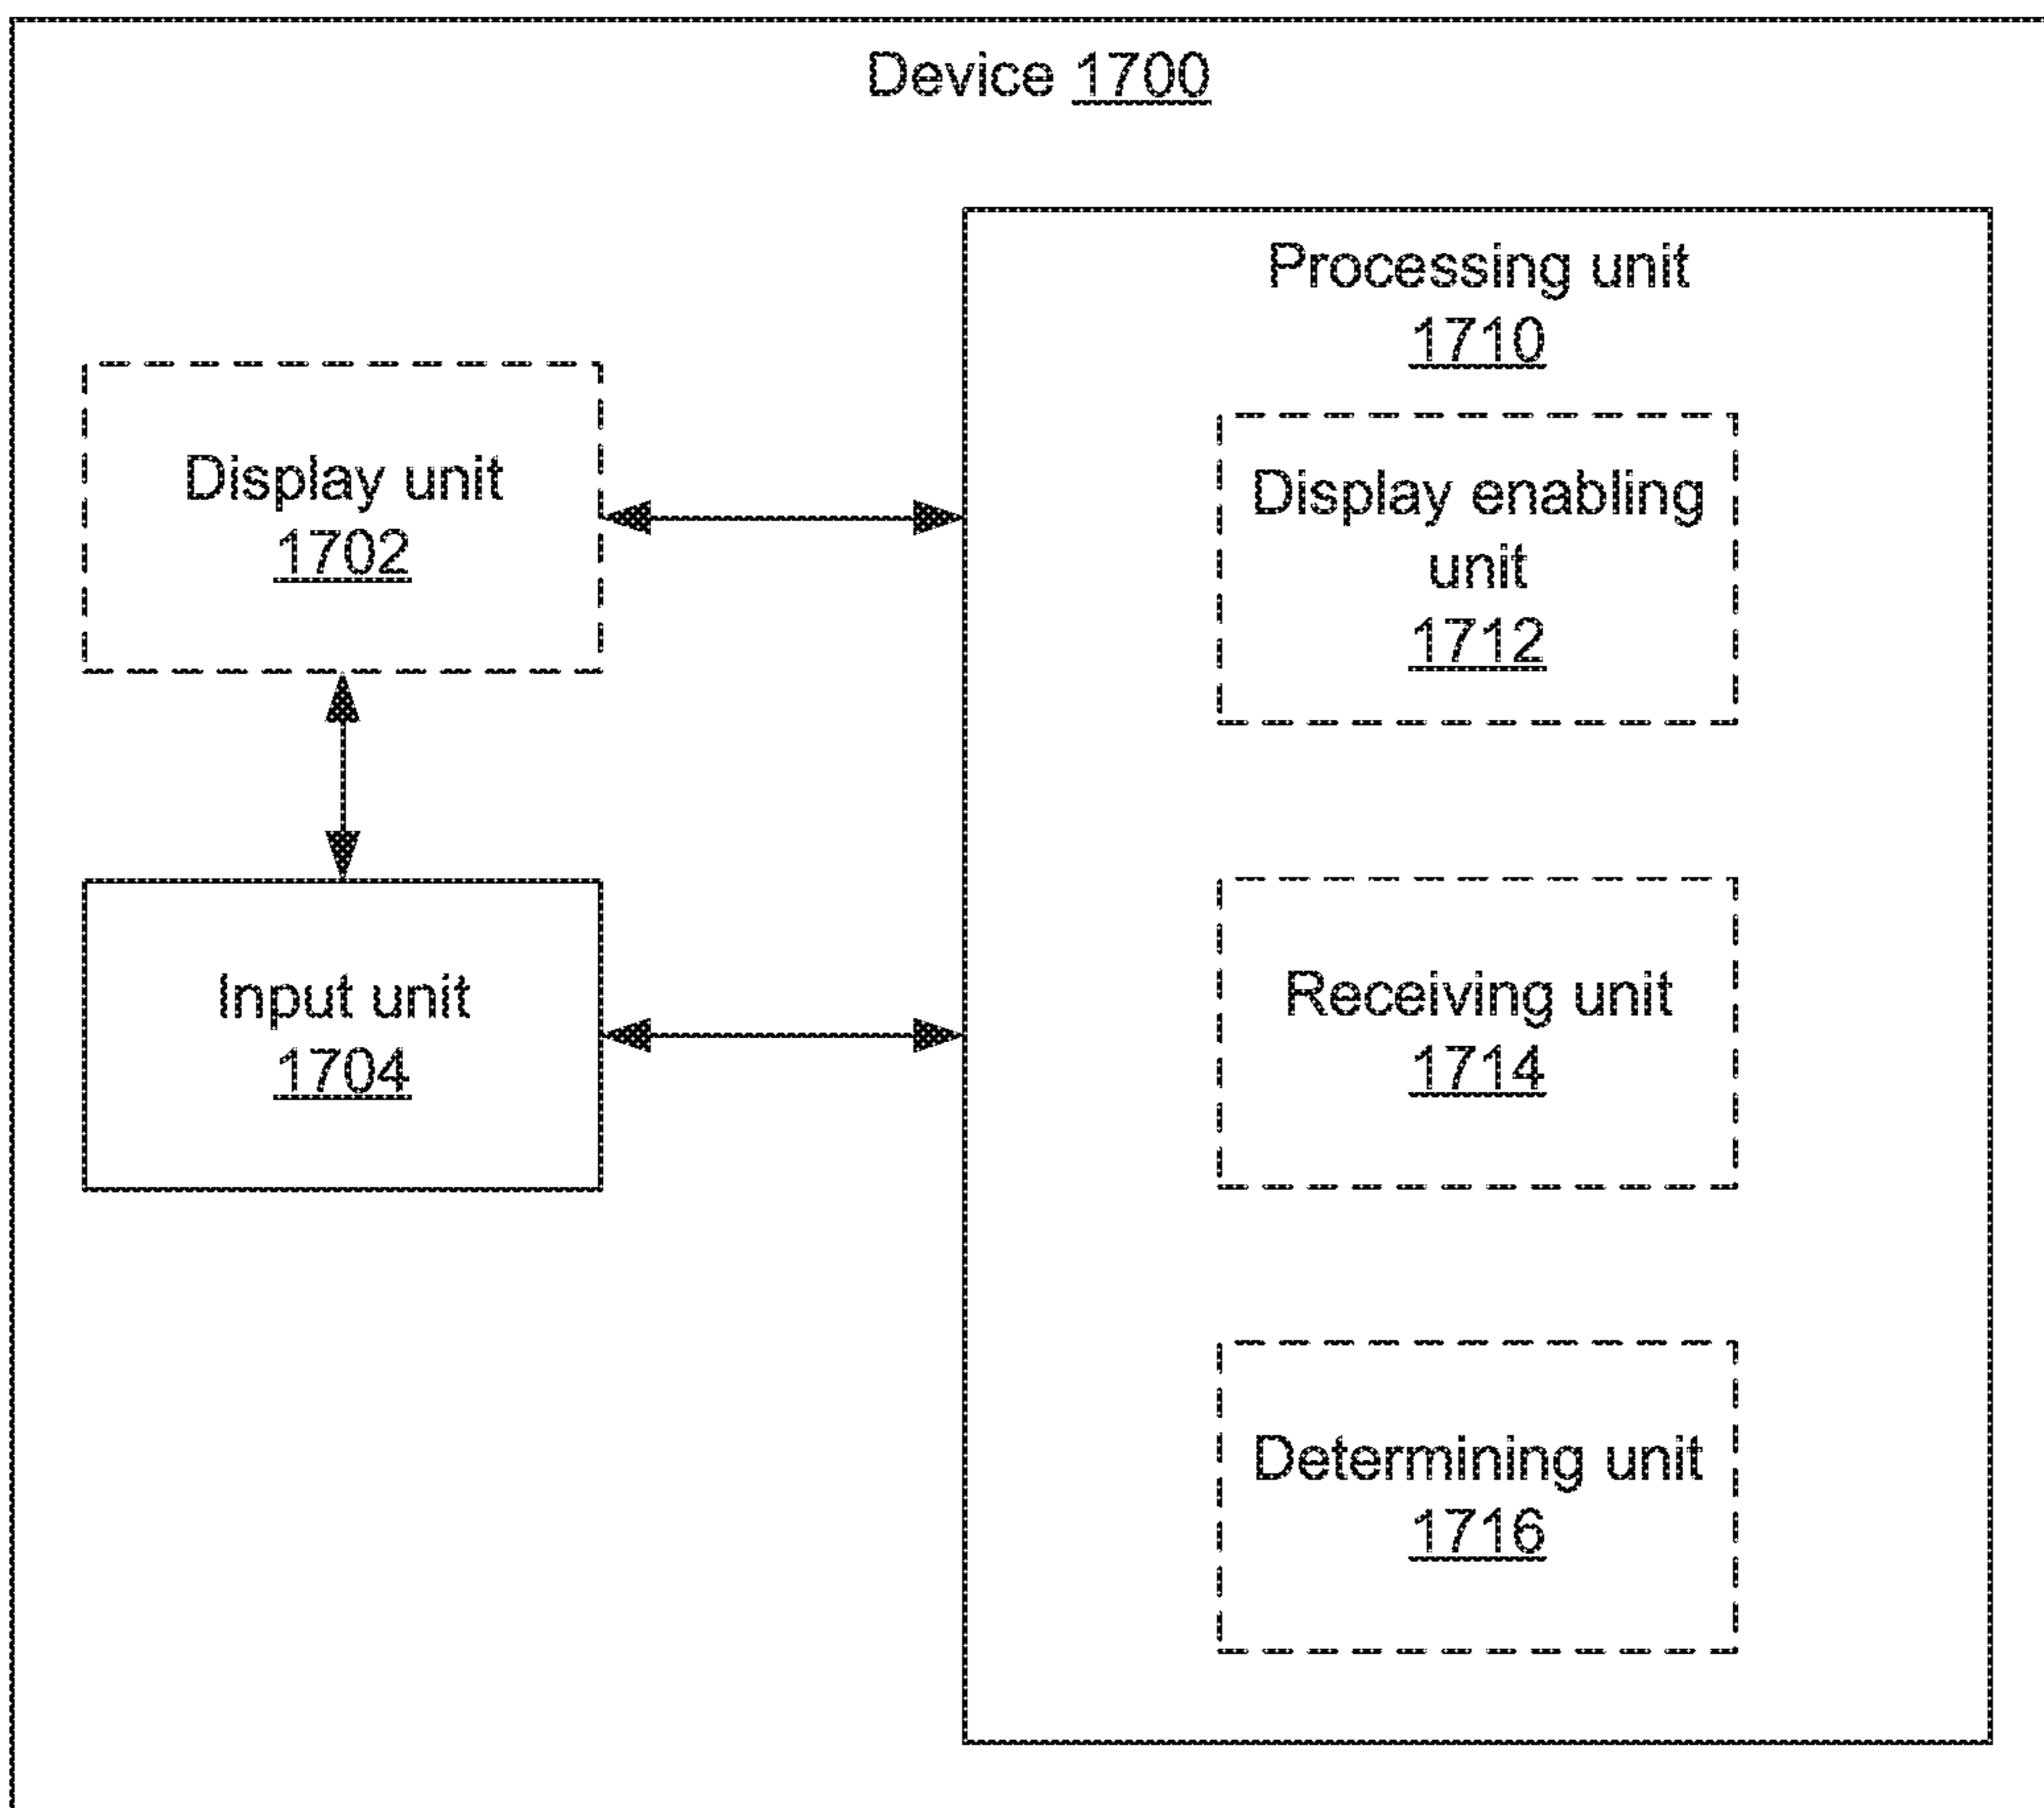 Device 1700
Processing unit
1710
Display unit
1702
Display enabling
unit
1712
Input unit
1704
Receiving unit
1714
Determining unit
1716